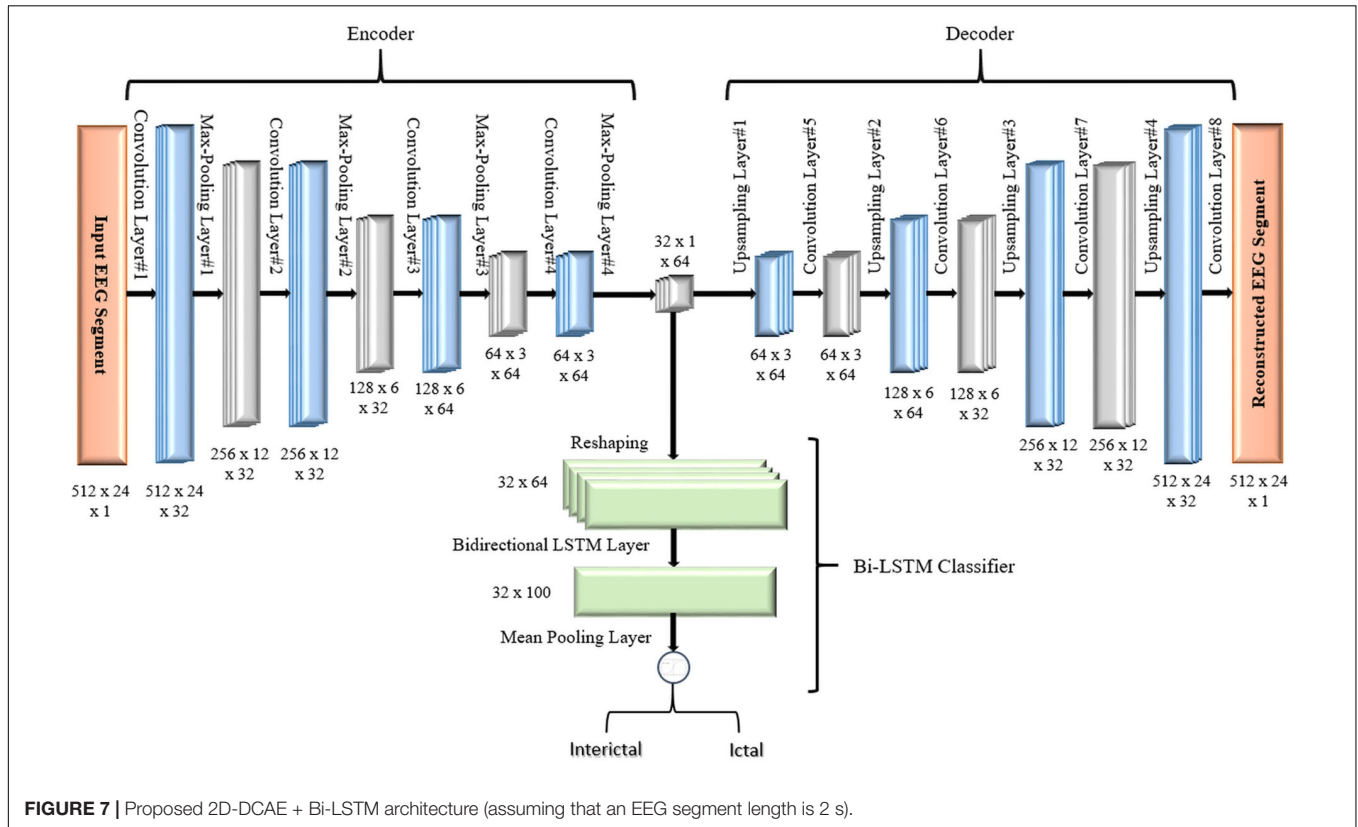 Encoder
Decoder
Input EEG Segment
Convolution Layer#1
Max-Pooling Layer#1
Convolution Layer#2
Max-Pooling Layer#2
Convolution Layer#3
Max-Pooling Layer#3
Convolution Layer#4
Max-Pooling Layer#4
Upsampling Layer#1
Convolution Layer#5
Upsampling Layer#2
Convolution Layer#6
Upsampling Layer#3
Convolution Layer#7
Upsampling Layer#4
Convolution Layer#8
Reconstructed EEG Segment
32 x 1
x 64
512 x 24
x 1
512 x 24
x 32
256 x 12
x 32
256 x 12
x 32
128 x 6
x 32
128 x 6
x 64
64 x 3
x 64
64 x 3
x 64
64 x 3
x 64
64 x 3
x 64
128 x 6
x 64
128 x 6
x 32
256 x 12
x 32
256 x 12
x 32
512 x 24
x 32
512 x 24
x 1
Reshaping
32 x 64
Bidirectional LSTM Layer
32 x 100
Mean Pooling Layer
Bi-LSTM Classifier
Interictal
Ictal
FIGURE 7 | Proposed 2D-DCAE + Bi-LSTM architecture (assuming that an EEG segment length is 2 s).